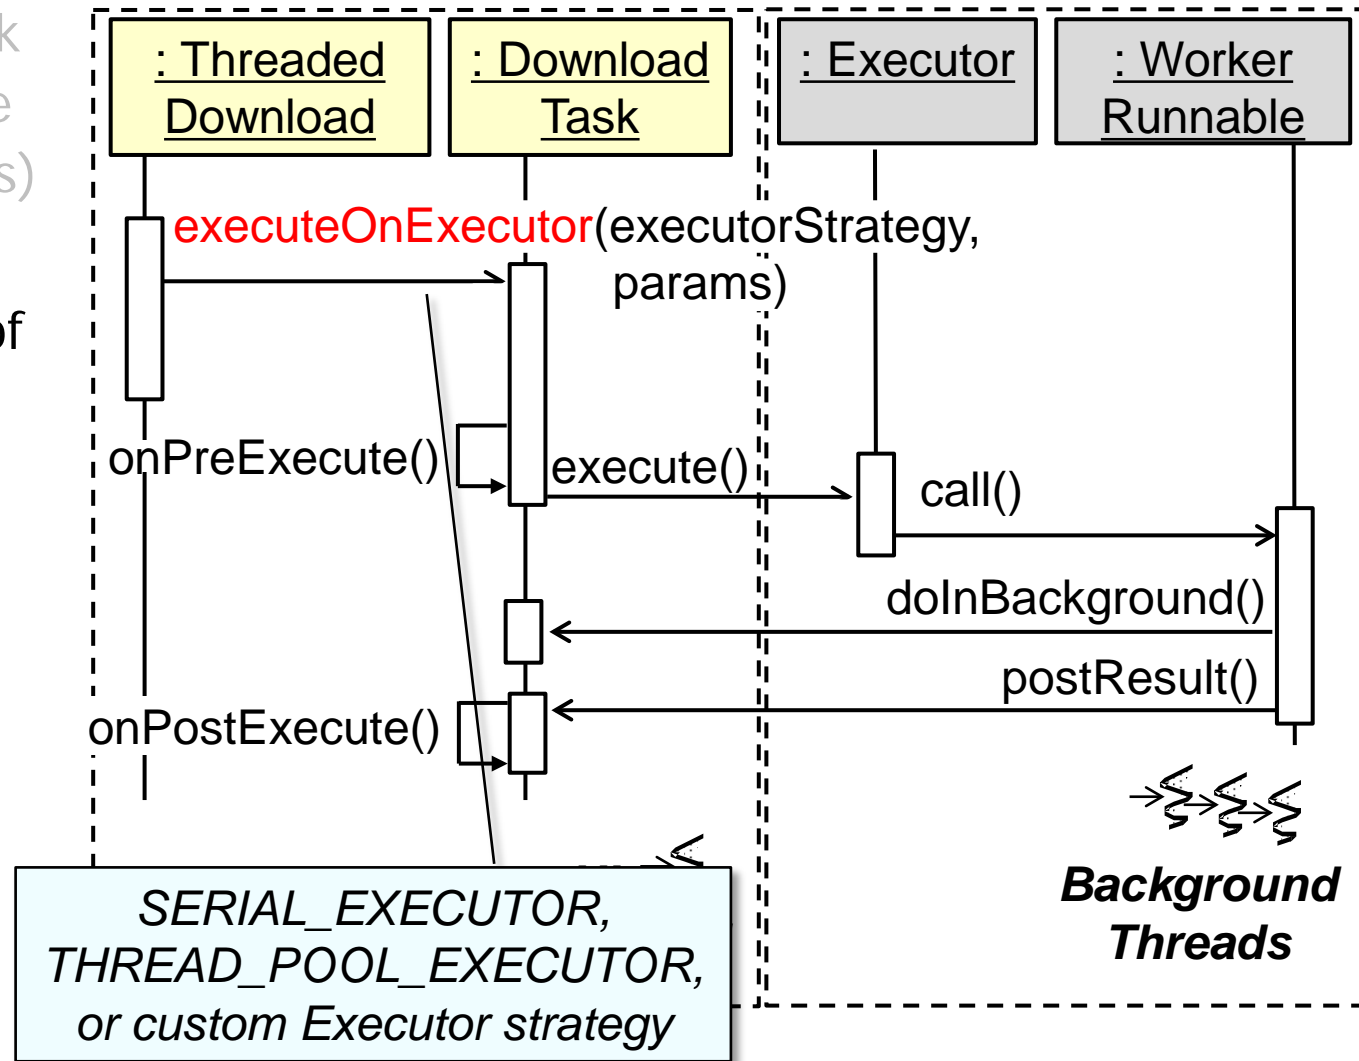 k
e
s)
of
: Threaded
Download
: Download
Task
: Executor
: Worker
Runnable
executeOnExecutor(executorStrategy,
params)
onPreExecute()
execute()
call()
doInBackground()
postResult()
onPostExecute()
SERIAL_EXECUTOR,
THREAD_POOL_EXECUTOR,
or custom Executor strategy
Background
Threads